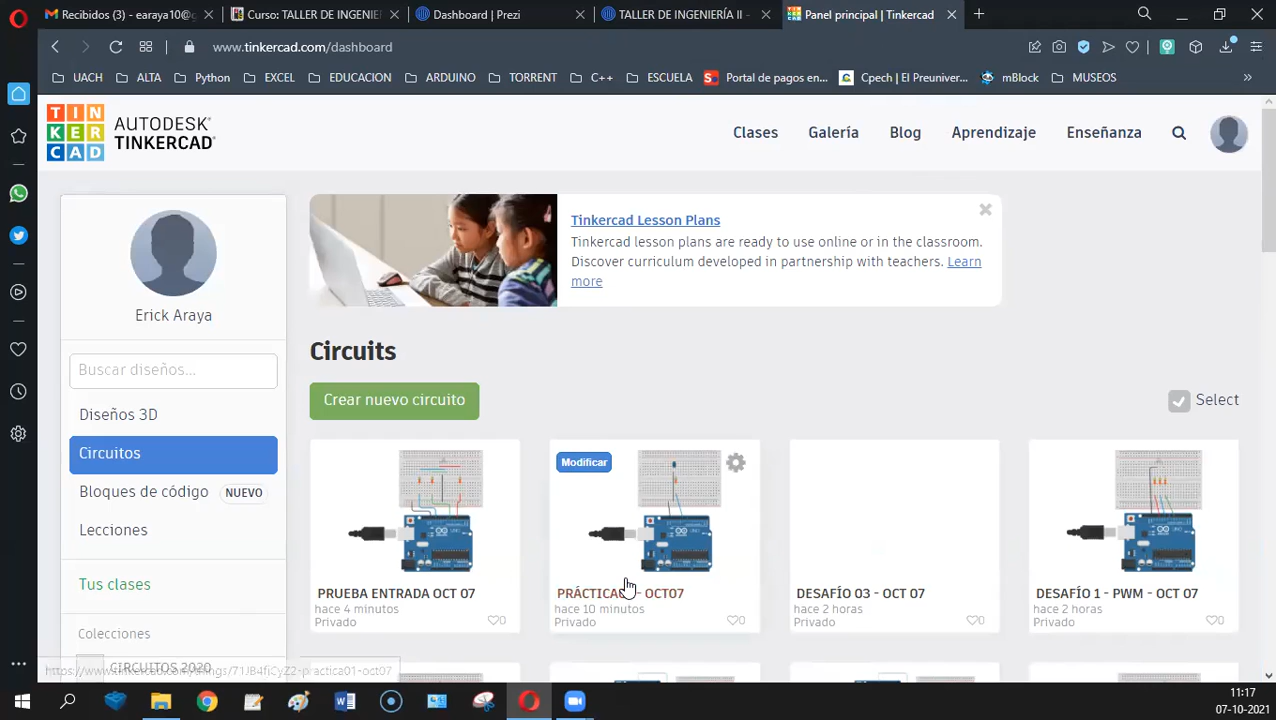 Recibidos (3) - earaya10@g
Curso: TALLER DE INGENIE
Dashboard | Prezi
TALLER DE INGENIERÍA II -
Panel principal | Tinkercad
www.tinkercad.com/dashboard
UACH
ALTA
Python
EXCEL
EDUCACION
ARDUINO
TORRENT
C++
ESCUELA
Portal de pagos en...
Cpech | El Preuniver...
mBlock
MUSEOS
»
TINKERCAD
AUTODESK®
TINKERCAD®
Clases
Galería
Blog
Aprendizaje
Enseñanza
Tinkercad Lesson Plans
Tinkercad lesson plans are ready to use online or in the classroom.
Discover curriculum developed in partnership with teachers. Learn
more
Erick Araya
Buscar diseños...
Diseños 3D
Circuitos
Bloques de código NUEVO
Lecciones
Tus clases
Colecciones
CIRCUITOS 2020
Circuits
Crear nuevo circuito
Select
PRUEBA ENTRADA OCT 07
hace 4 minutos
Privado
0
Modificar
- OCT07
hace 10 minutos
Privado
0
DESAFÍO 03 - OCT 07
hace 2 horas
Privado
0
DESAFÍO 1 - PWM - OCT 07
hace 2 horas
Privado
0
11:17
07-10-2021